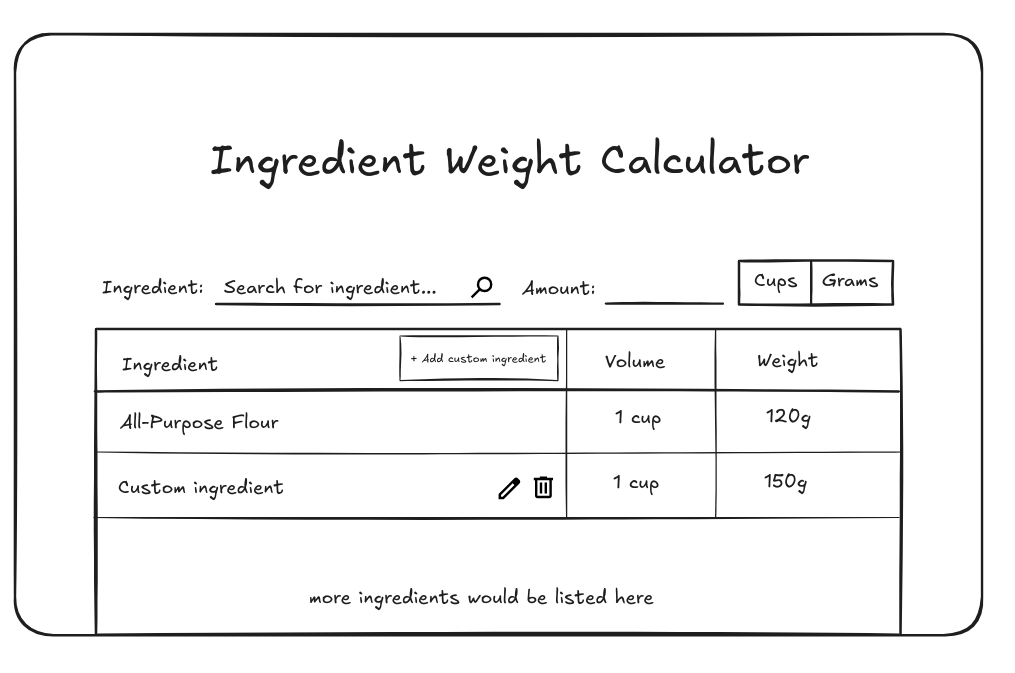 Ingredient Weight Calculator
Ingredient: Search for ingredient... Amount: Cups Grams
Ingredient + Add custom ingredient Volume Weight
All-Purpose Flour 1 cup 120g
Custom ingredient 1 cup 150g
more ingredients would be listed here